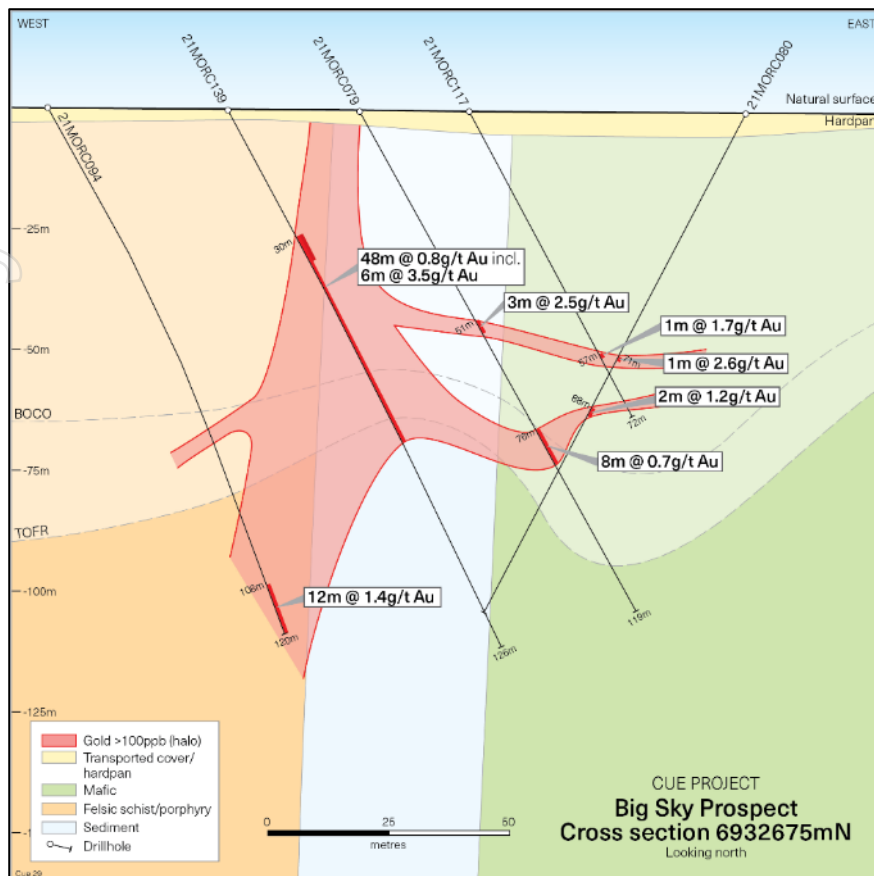 WEST
EAST
21MORC139
21MORC079
21MORC117
21MORC080
Natural surface
Hardpan
21MORC094
-25m
30m
48m @ 0.8g/t Au incl.
6m @ 3.5g/t Au
3m @ 2.5g/t Au
51m
1m @ 1.7g/t Au
-50m
57m
71m
1m @ 2.6g/t Au
88m
2m @ 1.2g/t Au
BOCO
72m
76m
8m @ 0.7g/t Au
-75m
TOFR
-100m
108m
12m @ 1.4g/t Au
119m
120m
126m
-125m
Gold >100ppb (halo)
Transported cover/
hardpan
Mafic
Felsic schist/porphyry
Sediment
Drillhole
0 25 50
metres
CUE PROJECT
Big Sky Prospect
Cross section 6932675mN
Looking north
Cue 29